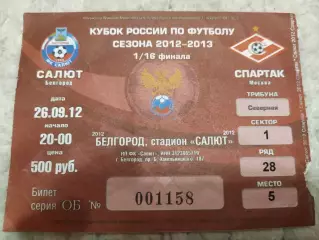 КУБОК РОССИИ ПО ФУТБОЛУ
СЕЗОНА 2012-2013
1/16 финала
САЛЮТ
Белгород
СПАРТАК
Москва
26.09.12
начало
20-00
цена
500 руб.
ТРИБУНА
Северная
СЕКТОР
1
РЯД
28
МЕСТО
5
2012
2012
БЕЛГОРОД, стадион «САЛЮТ»
Билет
серия ОБ №
001158